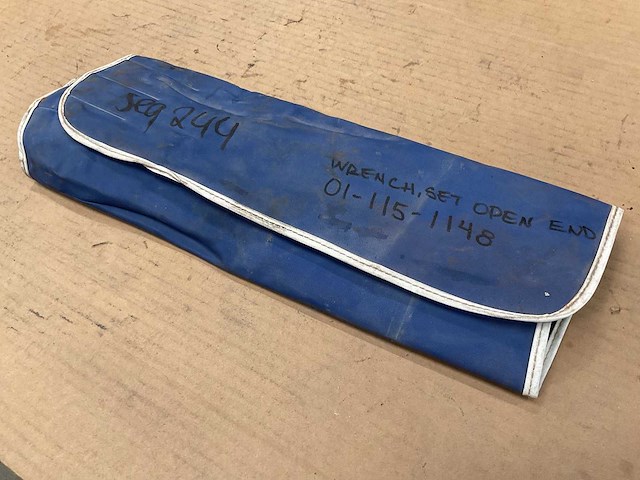 seq 244
WRENCH, SET OPEN END
01-115-1148